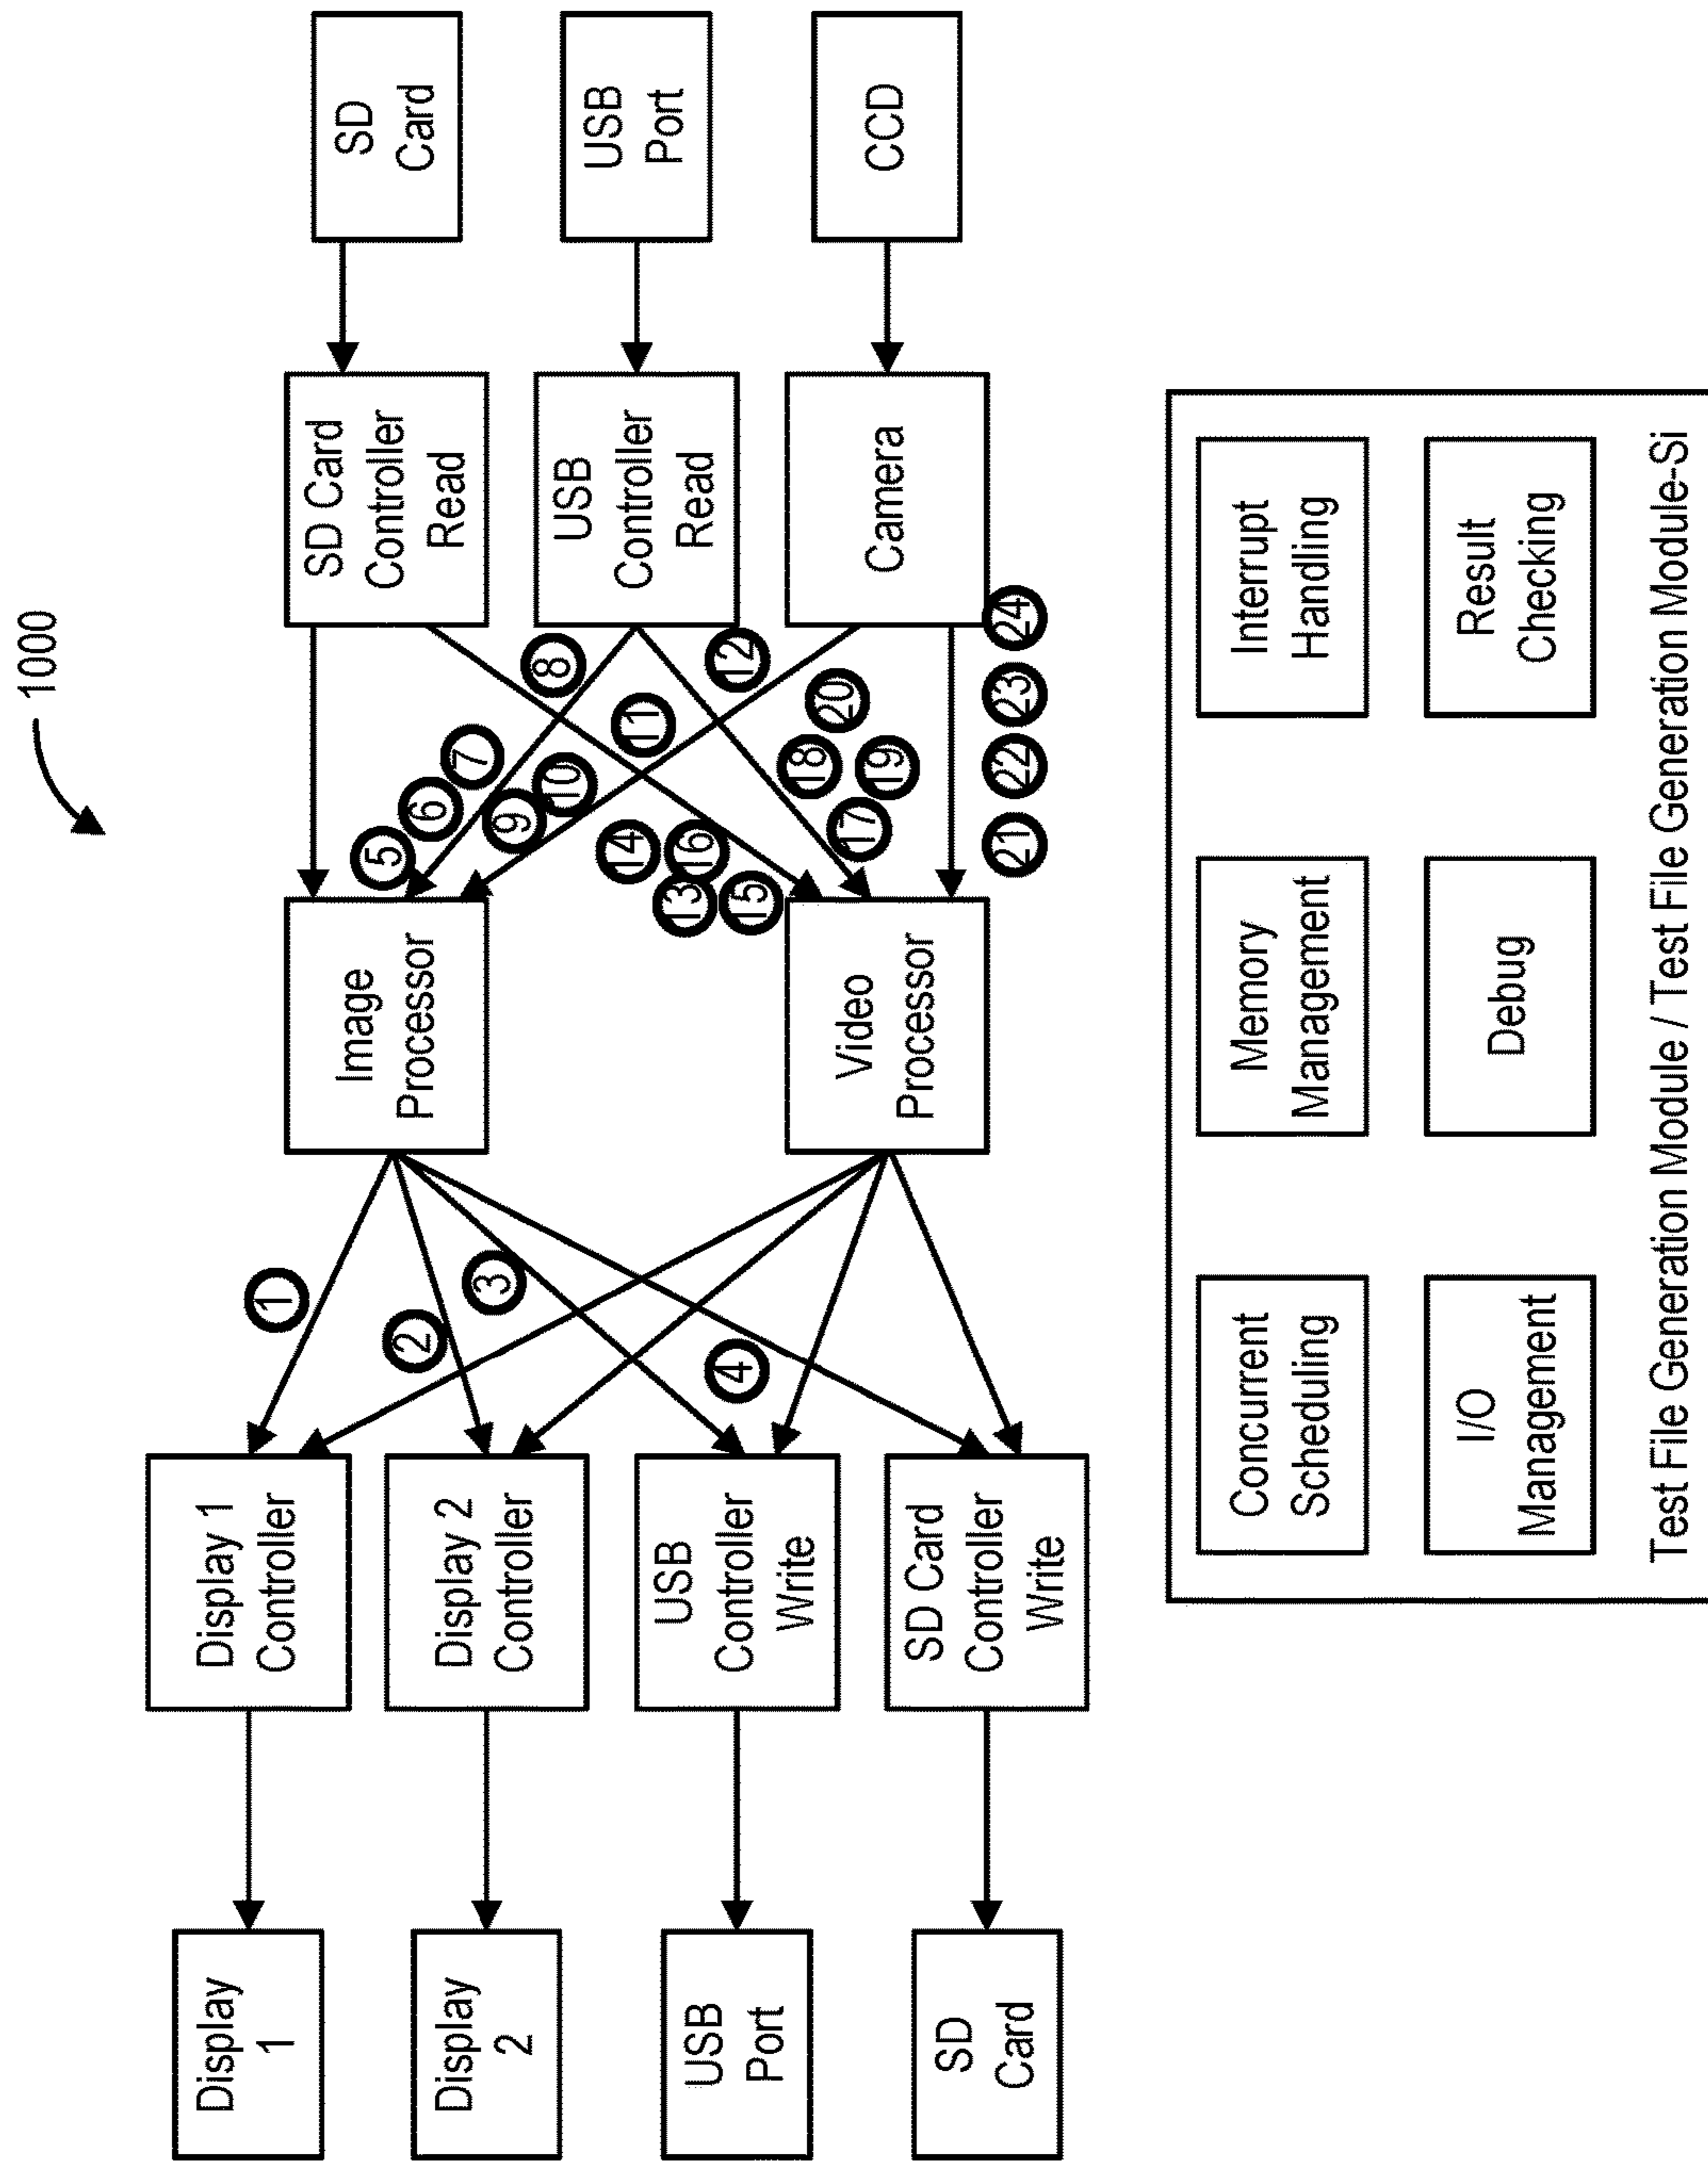 1000
Display
1
Display 1
Controller
Display
2
Display 2
Controller
USB
Port
USB
Controller
Write
SD
Card
SD Card
Controller
Write
1
2
3
4
Image
Processor
Video
Processor
5
6
7
8
9
10
11
12
13
14
15
16
17
18
19
20
21
22
23
24
SD Card
Controller
Read
SD
Card
USB
Controller
Read
USB
Port
Camera
CCD
Concurrent
Scheduling
Memory
Management
Interrupt
Handling
I/O
Management
Debug
Result
Checking
Test File Generation Module / Test File Generation Module-Si